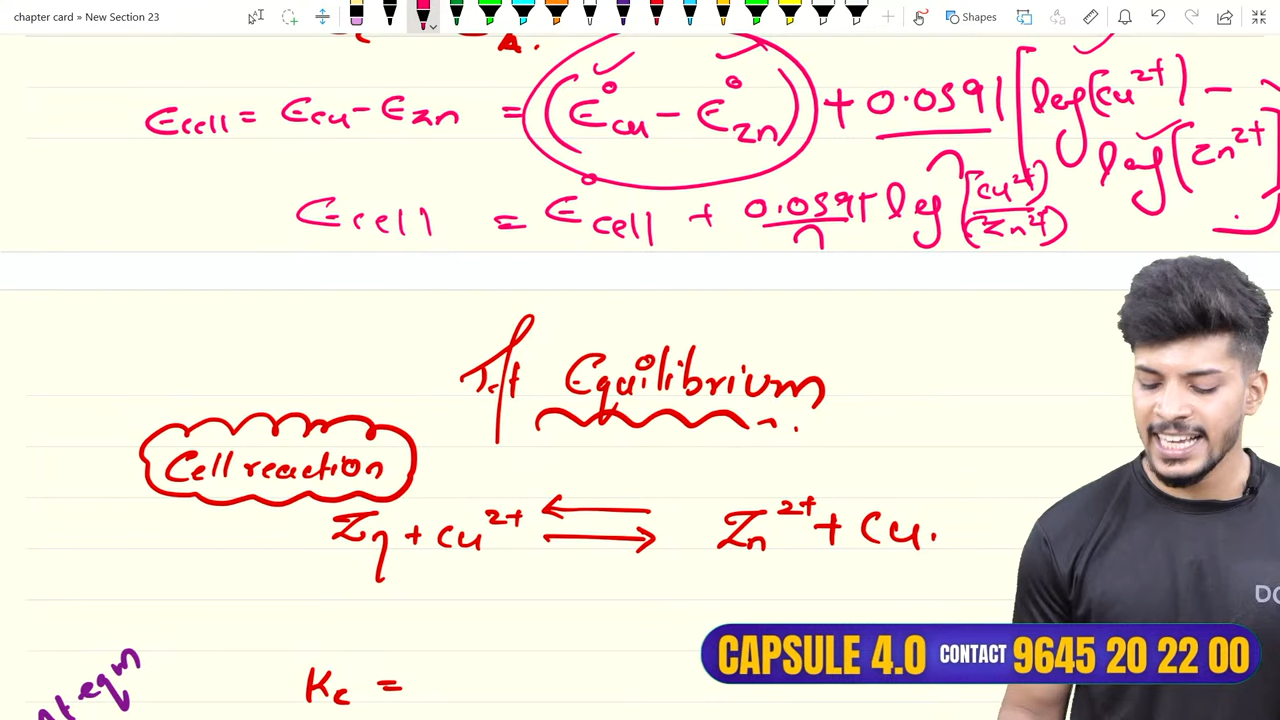 chapter card » New Section 23
Shapes
Ecell = Ecu - Ezn = (E°cu - E°zn) + 0.0591/n [log[Cu2+] -
log[Zn2+]]
Ecell = E°cell + 0.0591/n log [Cu2+]/[Zn2+]
Equilibrium
Cell reaction
Zn + Cu2+ ⇌ Zn2+ + Cu.
At eqm
Kc =
CAPSULE 4.0 CONTACT 9645 20 22 00